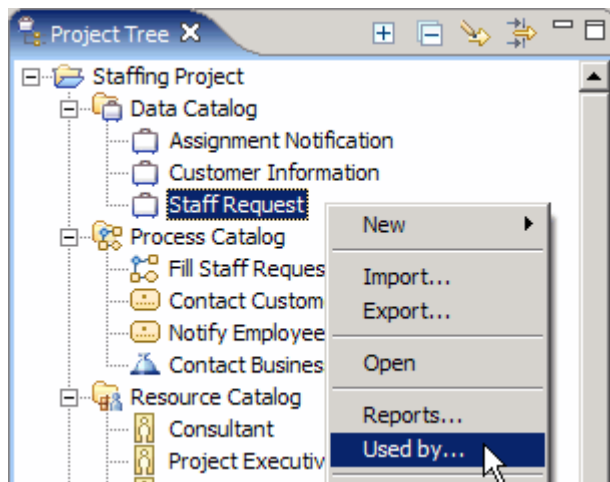 Project Tree
Staffing Project
Data Catalog
Assignment Notification
Customer Information
Staff Request
New
Process Catalog
Fill Staff Reques
Import...
Contact Custom
Export...
Notify Employee
Contact Busines
Open
Resource Catalog
Reports...
Consultant
Used by...
Project Executiv